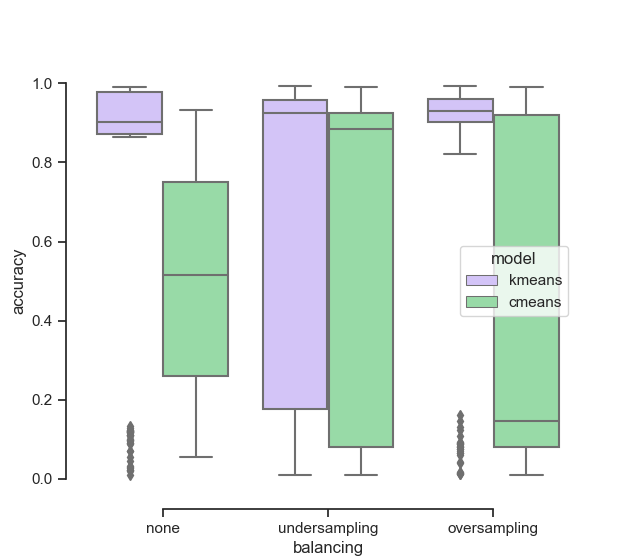 1.0
0.8
0.6
0.4
0.2
0.0
accuracy
model
kmeans
cmeans
none
undersampling
oversampling
balancing